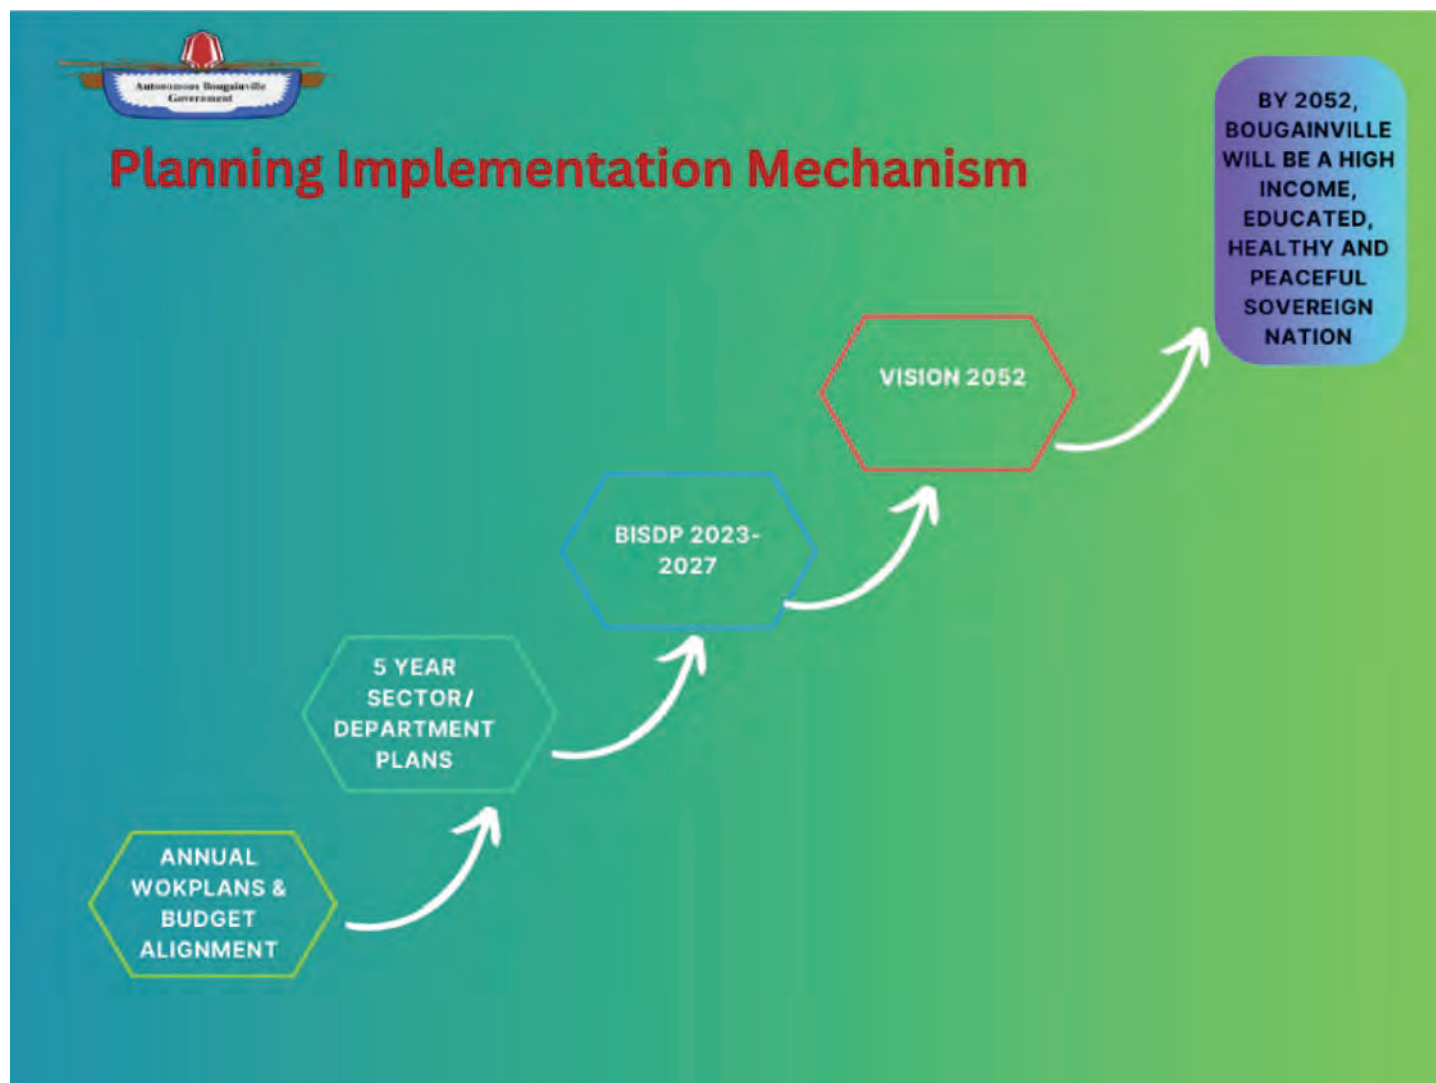 Autonomous Bougainville
Government
Planning Implementation Mechanism
BY 2052,
BOUGAINVILLE
WILL BE A HIGH
INCOME,
EDUCATED,
HEALTHY AND
PEACEFUL
SOVEREIGN
NATION
VISION 2052
BISDP 2023-
2027
5 YEAR
SECTOR/
DEPARTMENT
PLANS
ANNUAL
WOKPLANS &
BUDGET
ALIGNMENT